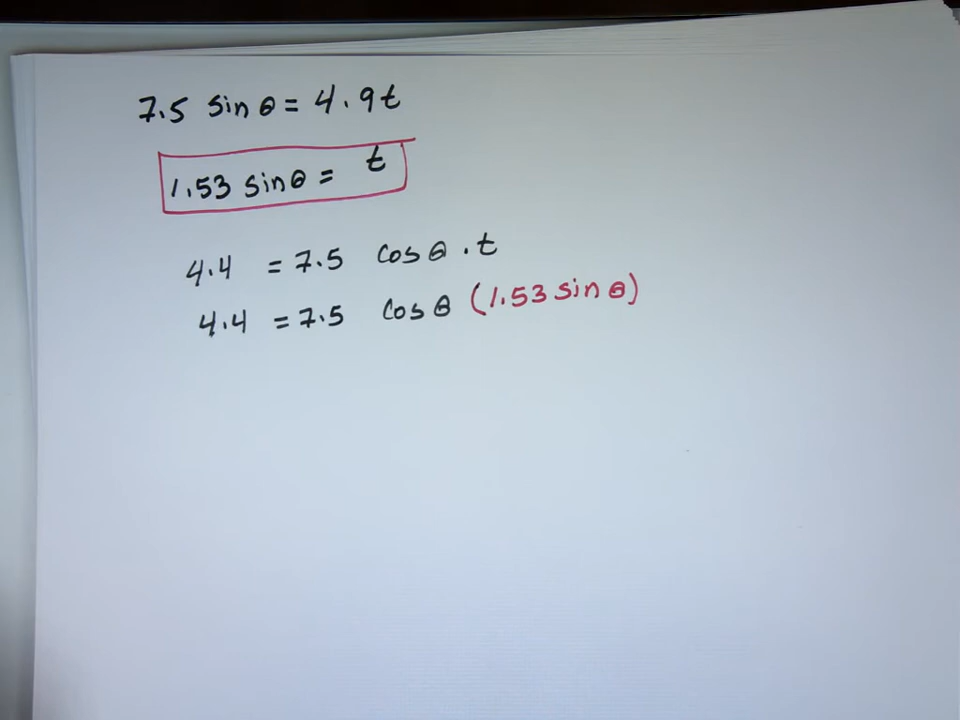 7.5 sin θ = 4.9t
1.53 sin θ = t
4.4 = 7.5 cos θ . t
4.4 = 7.5 cos θ (1.53 sin θ)